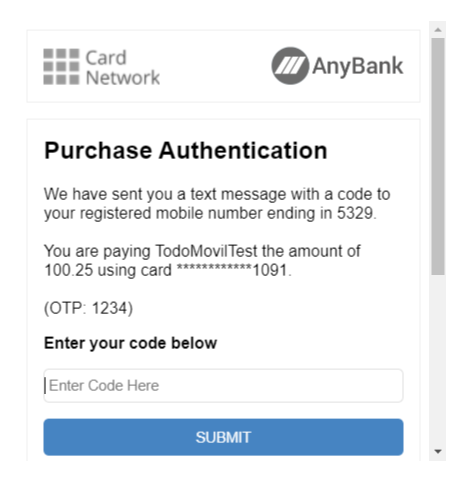 Card
Network
AnyBank
Purchase Authentication
We have sent you a text message with a code to
your registered mobile number ending in 5329.
You are paying TodoMovilTest the amount of
100.25 using card ************1091.
(OTP: 1234)
Enter your code below
Enter Code Here
SUBMIT